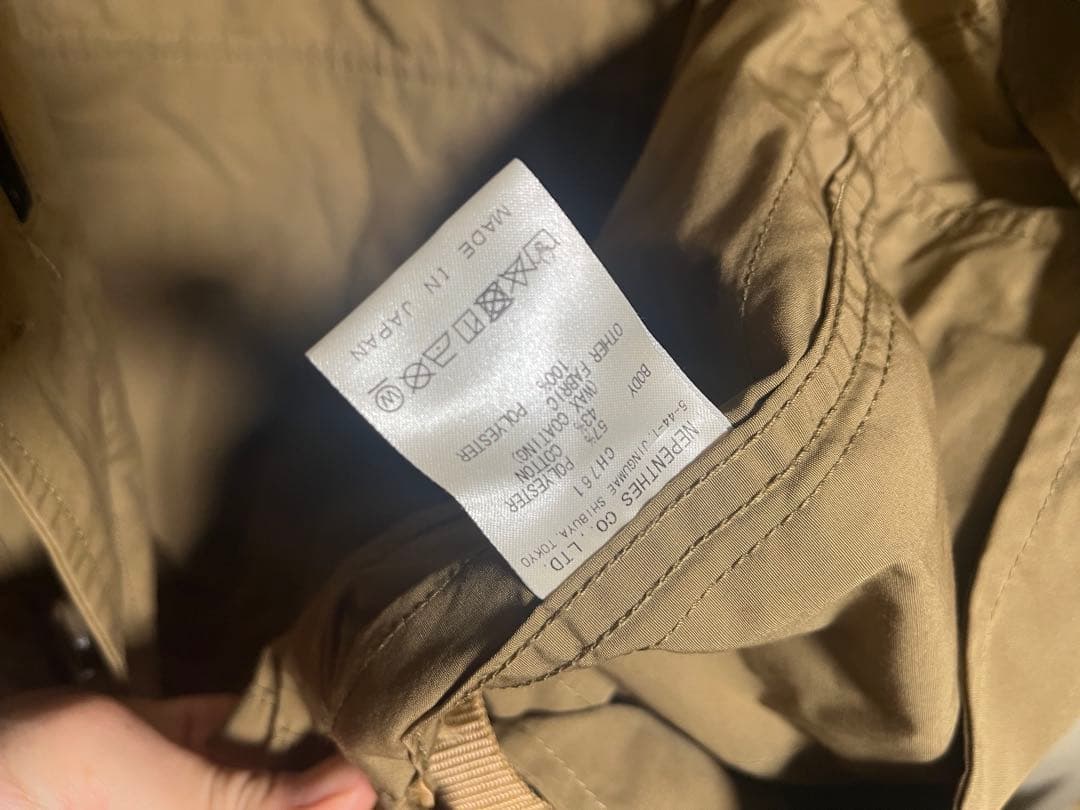 NEPENTHES CO.,LTD.
5-44-1 JINGUMAE SHIBUYA, TOKYO
CH761
BODY 57% POLYESTER
43% COTTON
(WAX COATING)
OTHER FABRIC
100% POLYESTER
W
MADE IN JAPAN